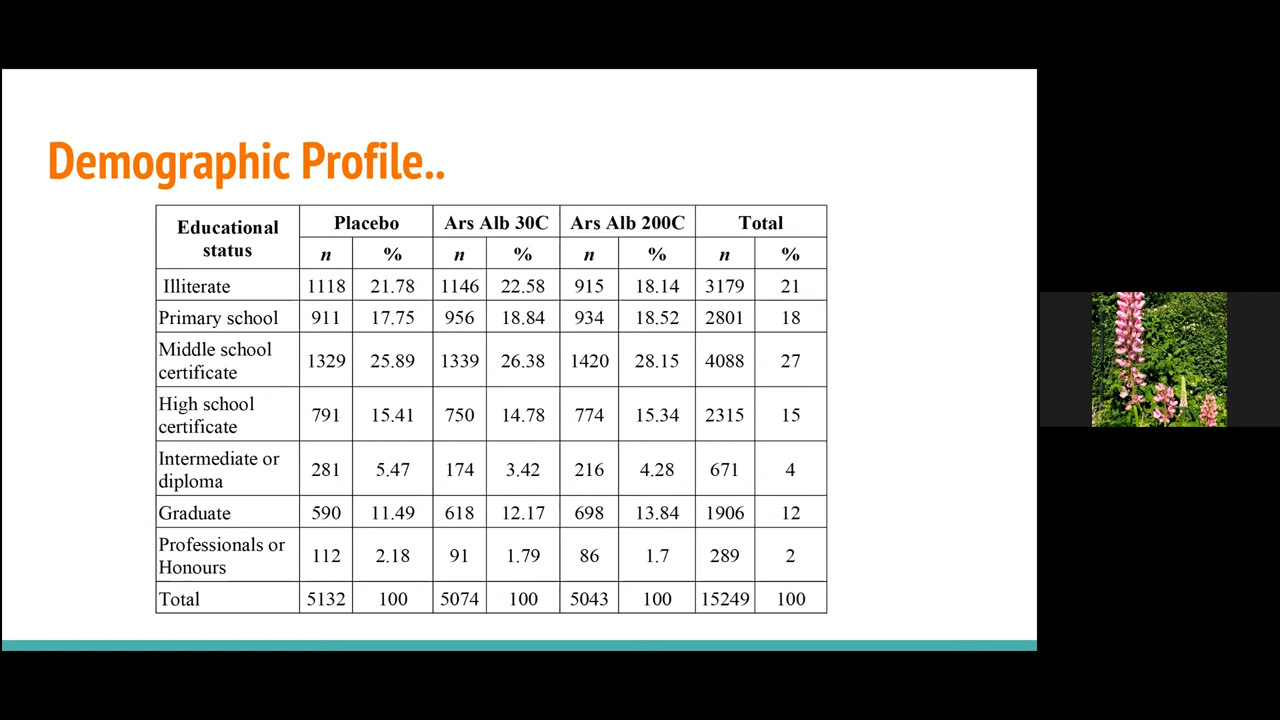 Demographic Profile..
Educational status Placebo Ars Alb 30C Ars Alb 200C Total
n % n % n % n %
Illiterate 1118 21.78 1146 22.58 915 18.14 3179 21
Primary school 911 17.75 956 18.84 934 18.52 2801 18
Middle school certificate 1329 25.89 1339 26.38 1420 28.15 4088 27
High school certificate 791 15.41 750 14.78 774 15.34 2315 15
Intermediate or diploma 281 5.47 174 3.42 216 4.28 671 4
Graduate 590 11.49 618 12.17 698 13.84 1906 12
Professionals or Honours 112 2.18 91 1.79 86 1.7 289 2
Total 5132 100 5074 100 5043 100 15249 100